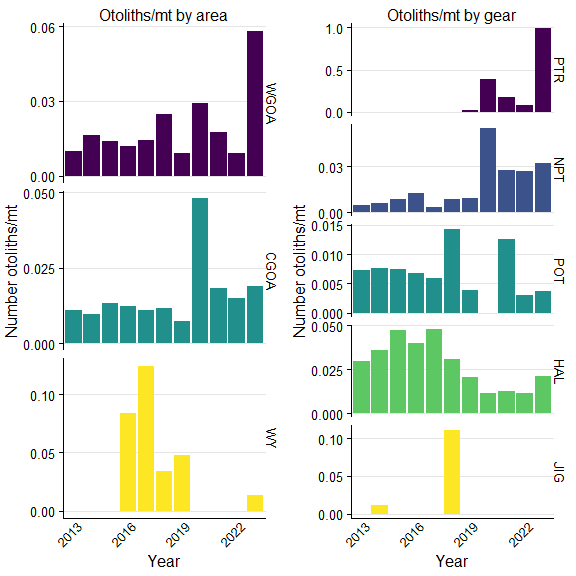 Otoliths/mt by area
Number otoliths/mt
0.06
0.03
0.00
WGOA
0.050
0.025
0.000
CGOA
0.10
0.05
0.00
WY
2013
2016
2019
2022
Year
Otoliths/mt by gear
Number otoliths/mt
1.0
0.5
0.0
PTR
0.03
0.00
NPT
0.015
0.010
0.005
0.000
POT
0.050
0.025
0.000
HAL
0.10
0.05
0.00
JIG
2013
2016
2019
2022
Year